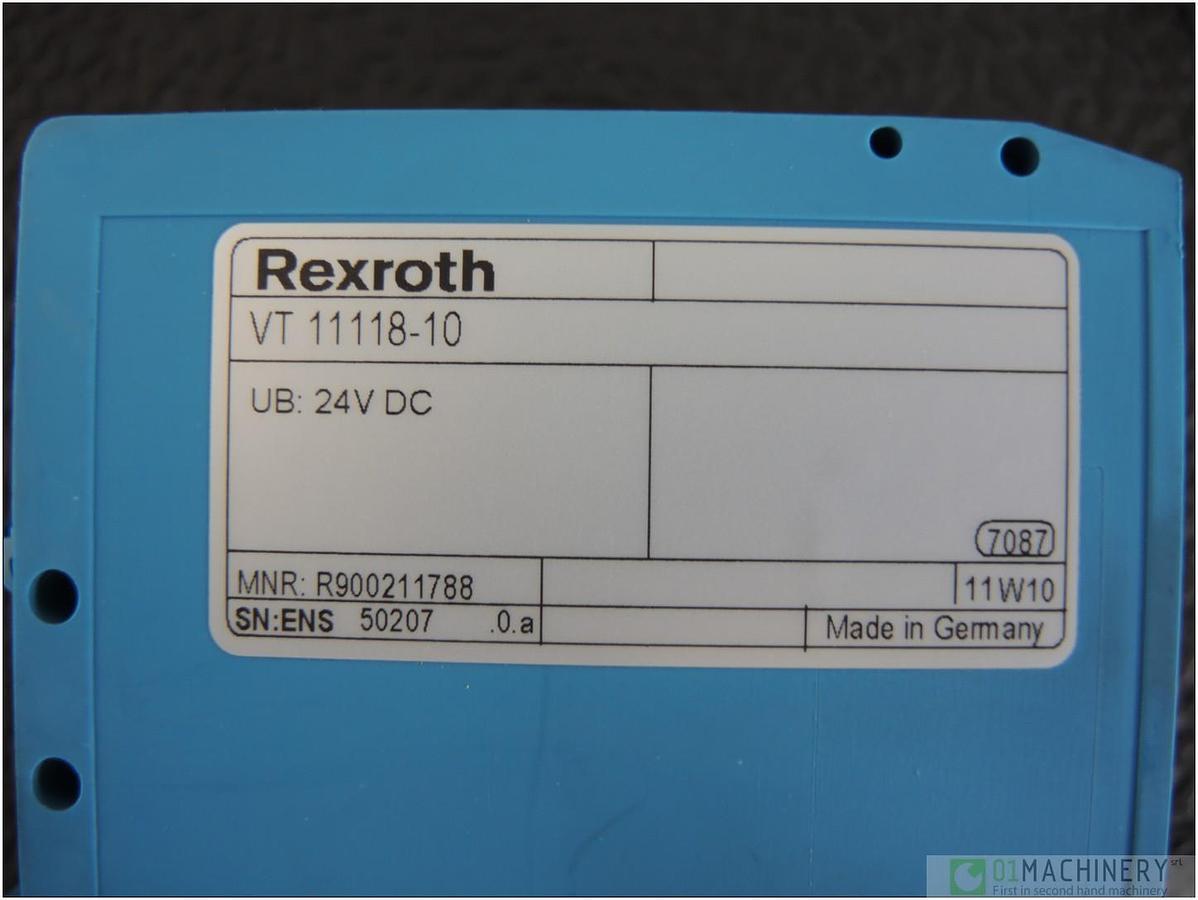 Rexroth
VT 11118-10
UB: 24V DC
7087
MNR: R900211788
11W10
SN:ENS 50207 .0.a
Made in Germany
01MACHINERY srl
First in second hand machinery